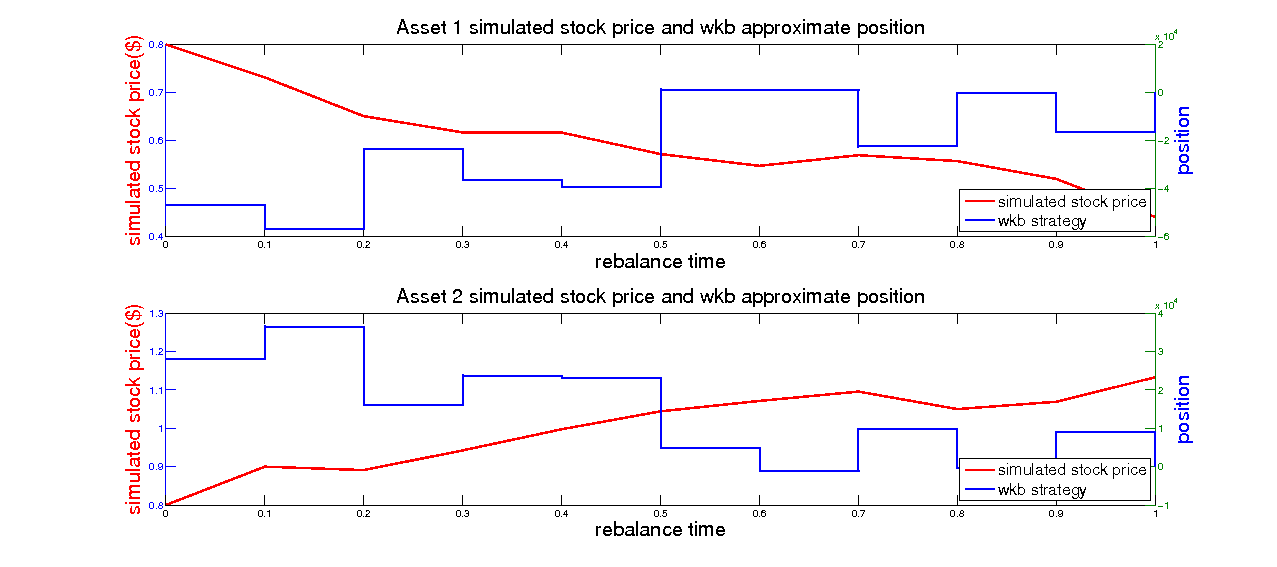 Asset 1 simulated stock price and wkb approximate position
x 10^4
simulated stock price($)
0.8
0.7
0.6
0.5
0.4
2
0
-2
-4
-6
position
simulated stock price
wkb strategy
0 0.1 0.2 0.3 0.4 0.5 0.6 0.7 0.8 0.9 1
rebalance time
Asset 2 simulated stock price and wkb approximate position
x 10^4
simulated stock price($)
1.3
1.2
1.1
1
0.9
0.8
4
3
2
1
0
-1
position
simulated stock price
wkb strategy
0 0.1 0.2 0.3 0.4 0.5 0.6 0.7 0.8 0.9 1
rebalance time